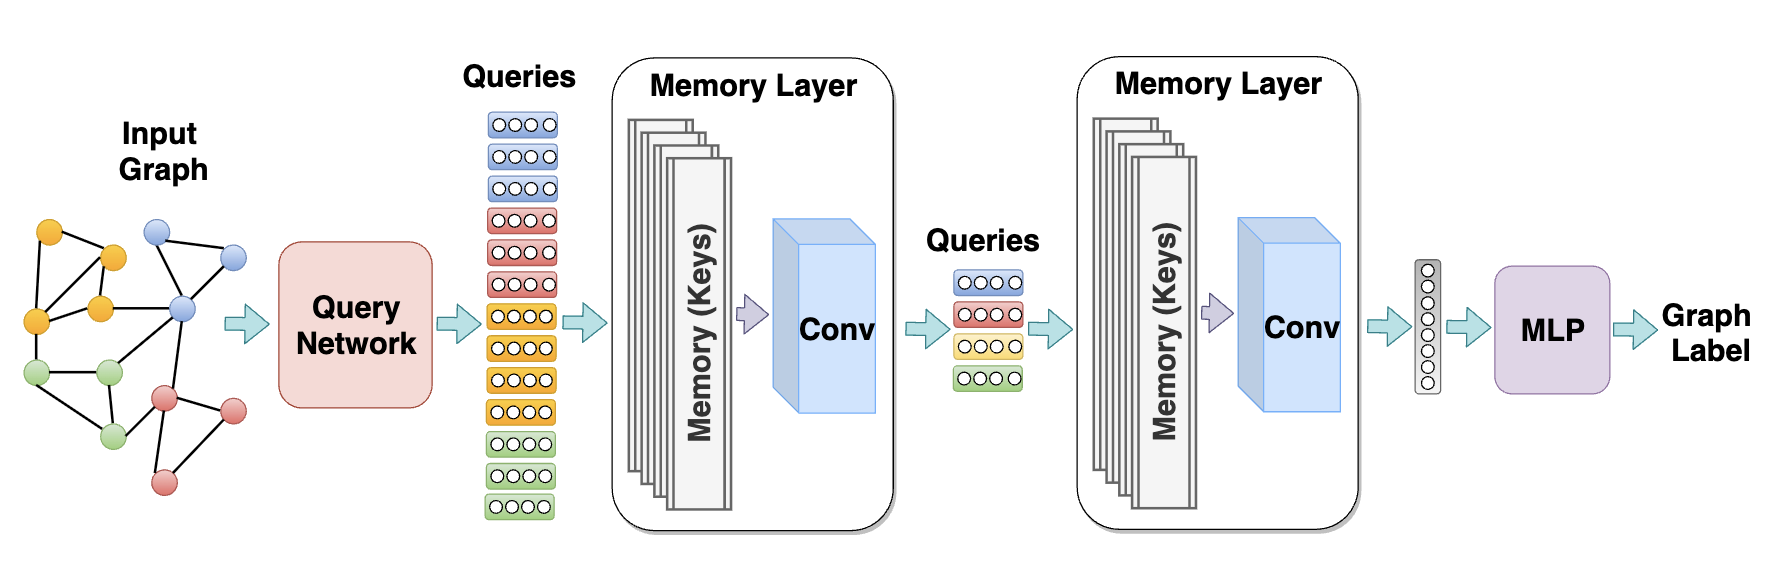 Input
Graph
Query
Network
Queries
Memory Layer
Memory (Keys)
Conv
Queries
Memory Layer
Memory (Keys)
Conv
MLP
Graph
Label